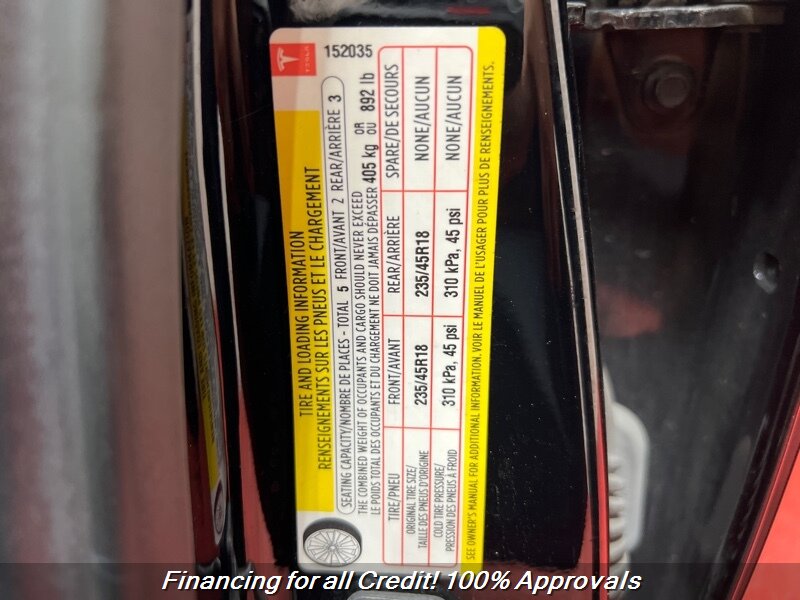 TESLA
152035
TIRE AND LOADING INFORMATION
RENSEIGNEMENTS SUR LES PNEUS ET LE CHARGEMENT
SEATING CAPACITY/NOMBRE DE PLACES - TOTAL 5 FRONT/AVANT 2 REAR/ARRIÈRE 3
THE COMBINED WEIGHT OF OCCUPANTS AND CARGO SHOULD NEVER EXCEED
LE POIDS TOTAL DES OCCUPANTS ET DU CHARGEMENT NE DOIT JAMAIS DÉPASSER 405 kg OR OU 892 lb
TIRE/PNEU FRONT/AVANT REAR/ARRIÈRE SPARE/DE SECOURS
ORIGINAL TIRE SIZE/
TAILLE DES PNEUS D'ORIGINE 235/45R18 235/45R18 NONE/AUCUN
COLD TIRE PRESSURE/
PRESSION DES PNEUS À FROID 310 kPa, 45 psi 310 kPa, 45 psi NONE/AUCUN
SEE OWNER'S MANUAL FOR ADDITIONAL INFORMATION. VOIR LE MANUEL DE L'USAGER POUR PLUS DE RENSEIGNEMENTS.
Financing for all Credit! 100% Approvals